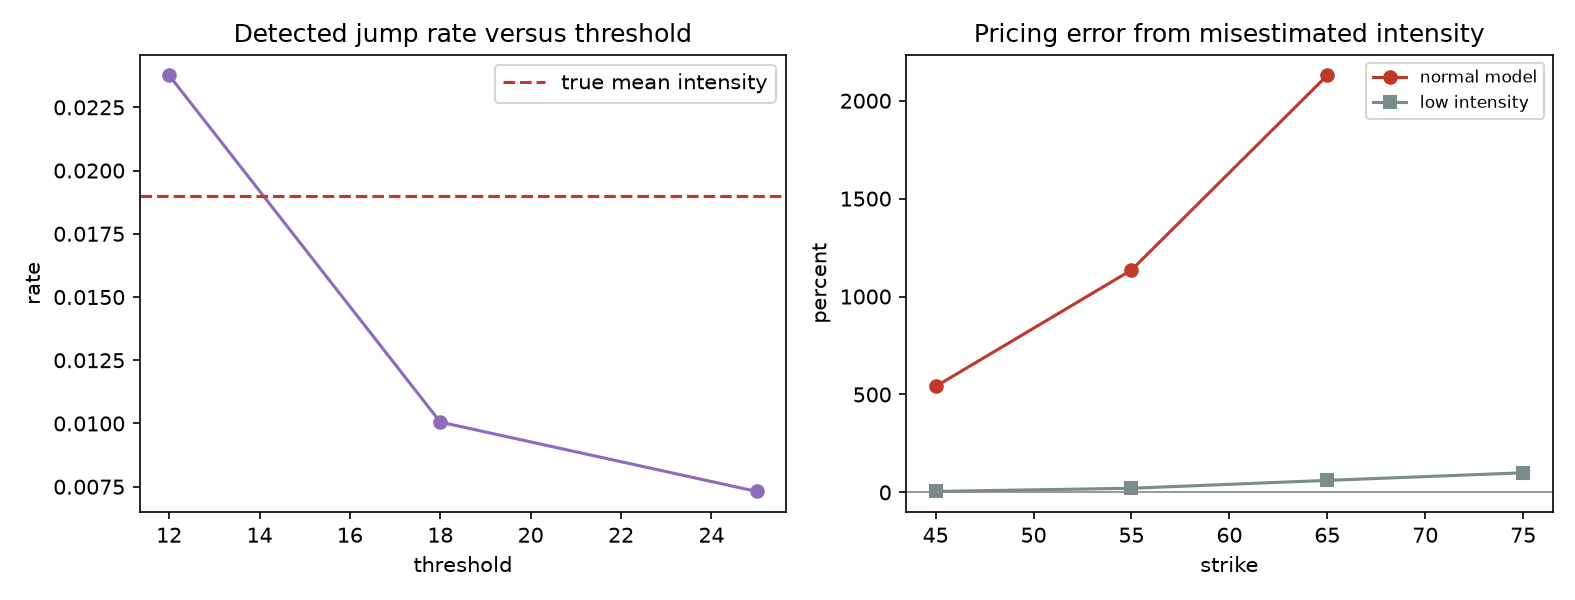 Detected jump rate versus threshold
true mean intensity
0.0225
0.0200
0.0175
0.0150
0.0125
0.0100
0.0075
rate
12 14 16 18 20 22 24
threshold
Pricing error from misestimated intensity
normal model
low intensity
2000
1500
1000
500
0
percent
45 50 55 60 65 70 75
strike